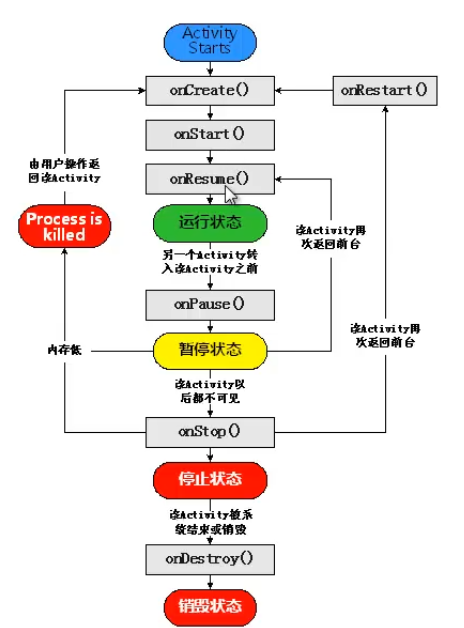 Activity
Starts
onCreate()
onRestart()
onStart()
由用户操作返
回该Activity
onResume()
Process is
killed
运行状态
该Activity再
次返回前台
另一个Activity转
入该Activity之前
onPause()
该Activity再
次返回前台
内存低
暂停状态
该Activity以
后都不可见
onStop()
停止状态
该Activity被系
统结束或销毁
onDestroy()
销毁状态